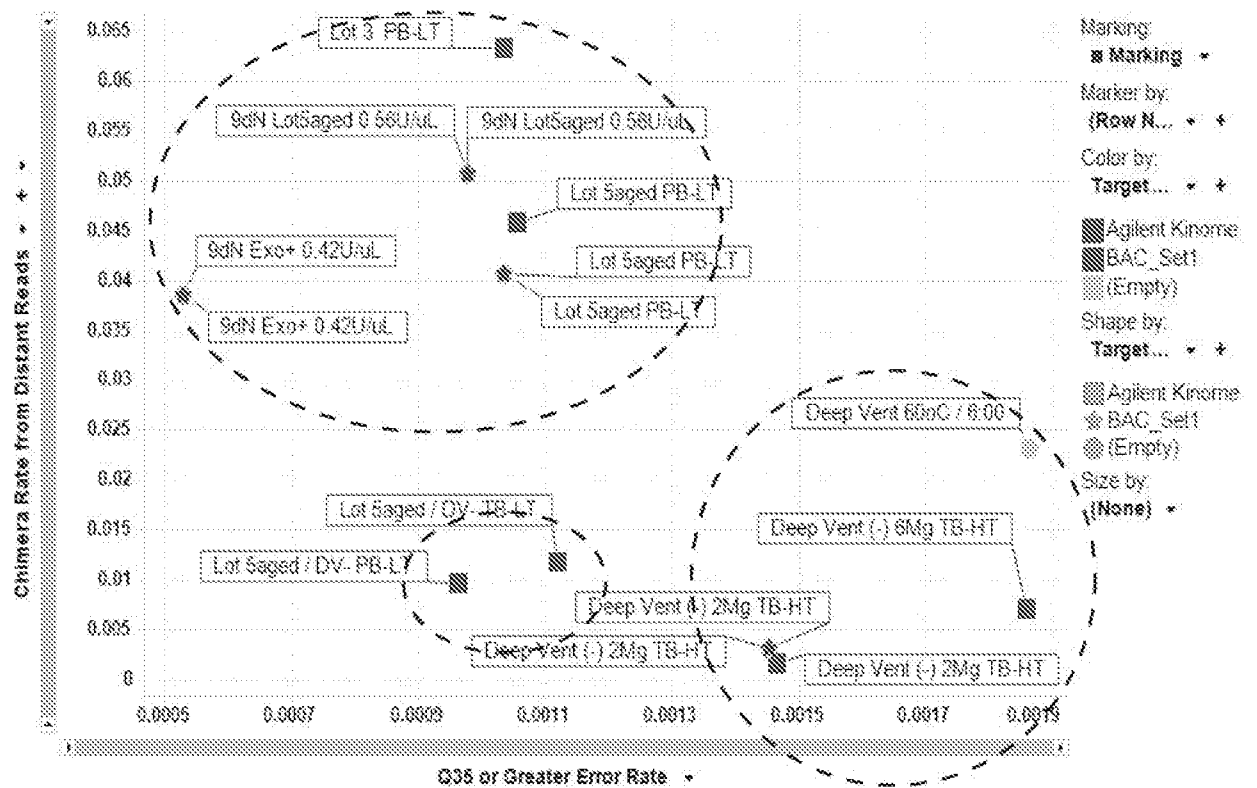 0.065
0.06
0.055
0.05
0.045
0.04
0.035
0.03
0.025
0.02
0.015
0.01
0.005
0
Chimera Rate from Distant Reads
Lot 3 PB-LT
9dN Lot5aged 0.56U/uL
9dN Lot5aged 0.56U/uL
Lot 5aged PB-LT
9dN Exo+ 0.42U/uL
Lot 5aged PB-LT
Lot 5aged PB-LT
9dN Exo+ 0.42U/uL
Deep Vent 60oC / 6:00
Lot 5aged / DV- TB-LT
Deep Vent (-) 6Mg TB-HT
Lot 5aged / DV- PB-LT
Deep Vent (-) 2Mg TB-HT
Deep Vent (-) 2Mg TB-HT
Deep Vent (-) 2Mg TB-HT
0.0005 0.0007 0.0009 0.0011 0.0013 0.0015 0.0017 0.0019
Q35 or Greater Error Rate
Marking:
Marking
Marker by:
(Row N... +
Color by:
Target... +
Agilent Kinome
BAC_Set1
(Empty)
Shape by:
Target... +
Agilent Kinome
BAC_Set1
(Empty)
Size by:
(None)